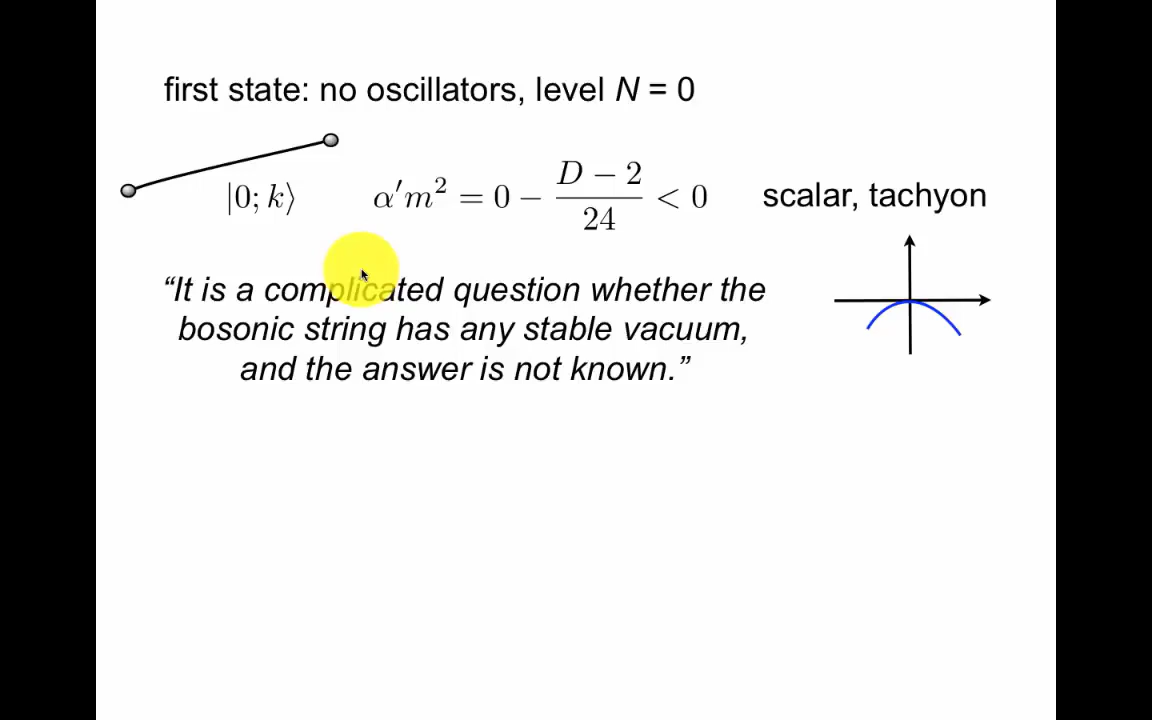 first state: no oscillators, level N = 0
|0; k⟩ α′m² = 0 − (D − 2)/24 < 0 scalar, tachyon
“It is a complicated question whether the
bosonic string has any stable vacuum,
and the answer is not known.”